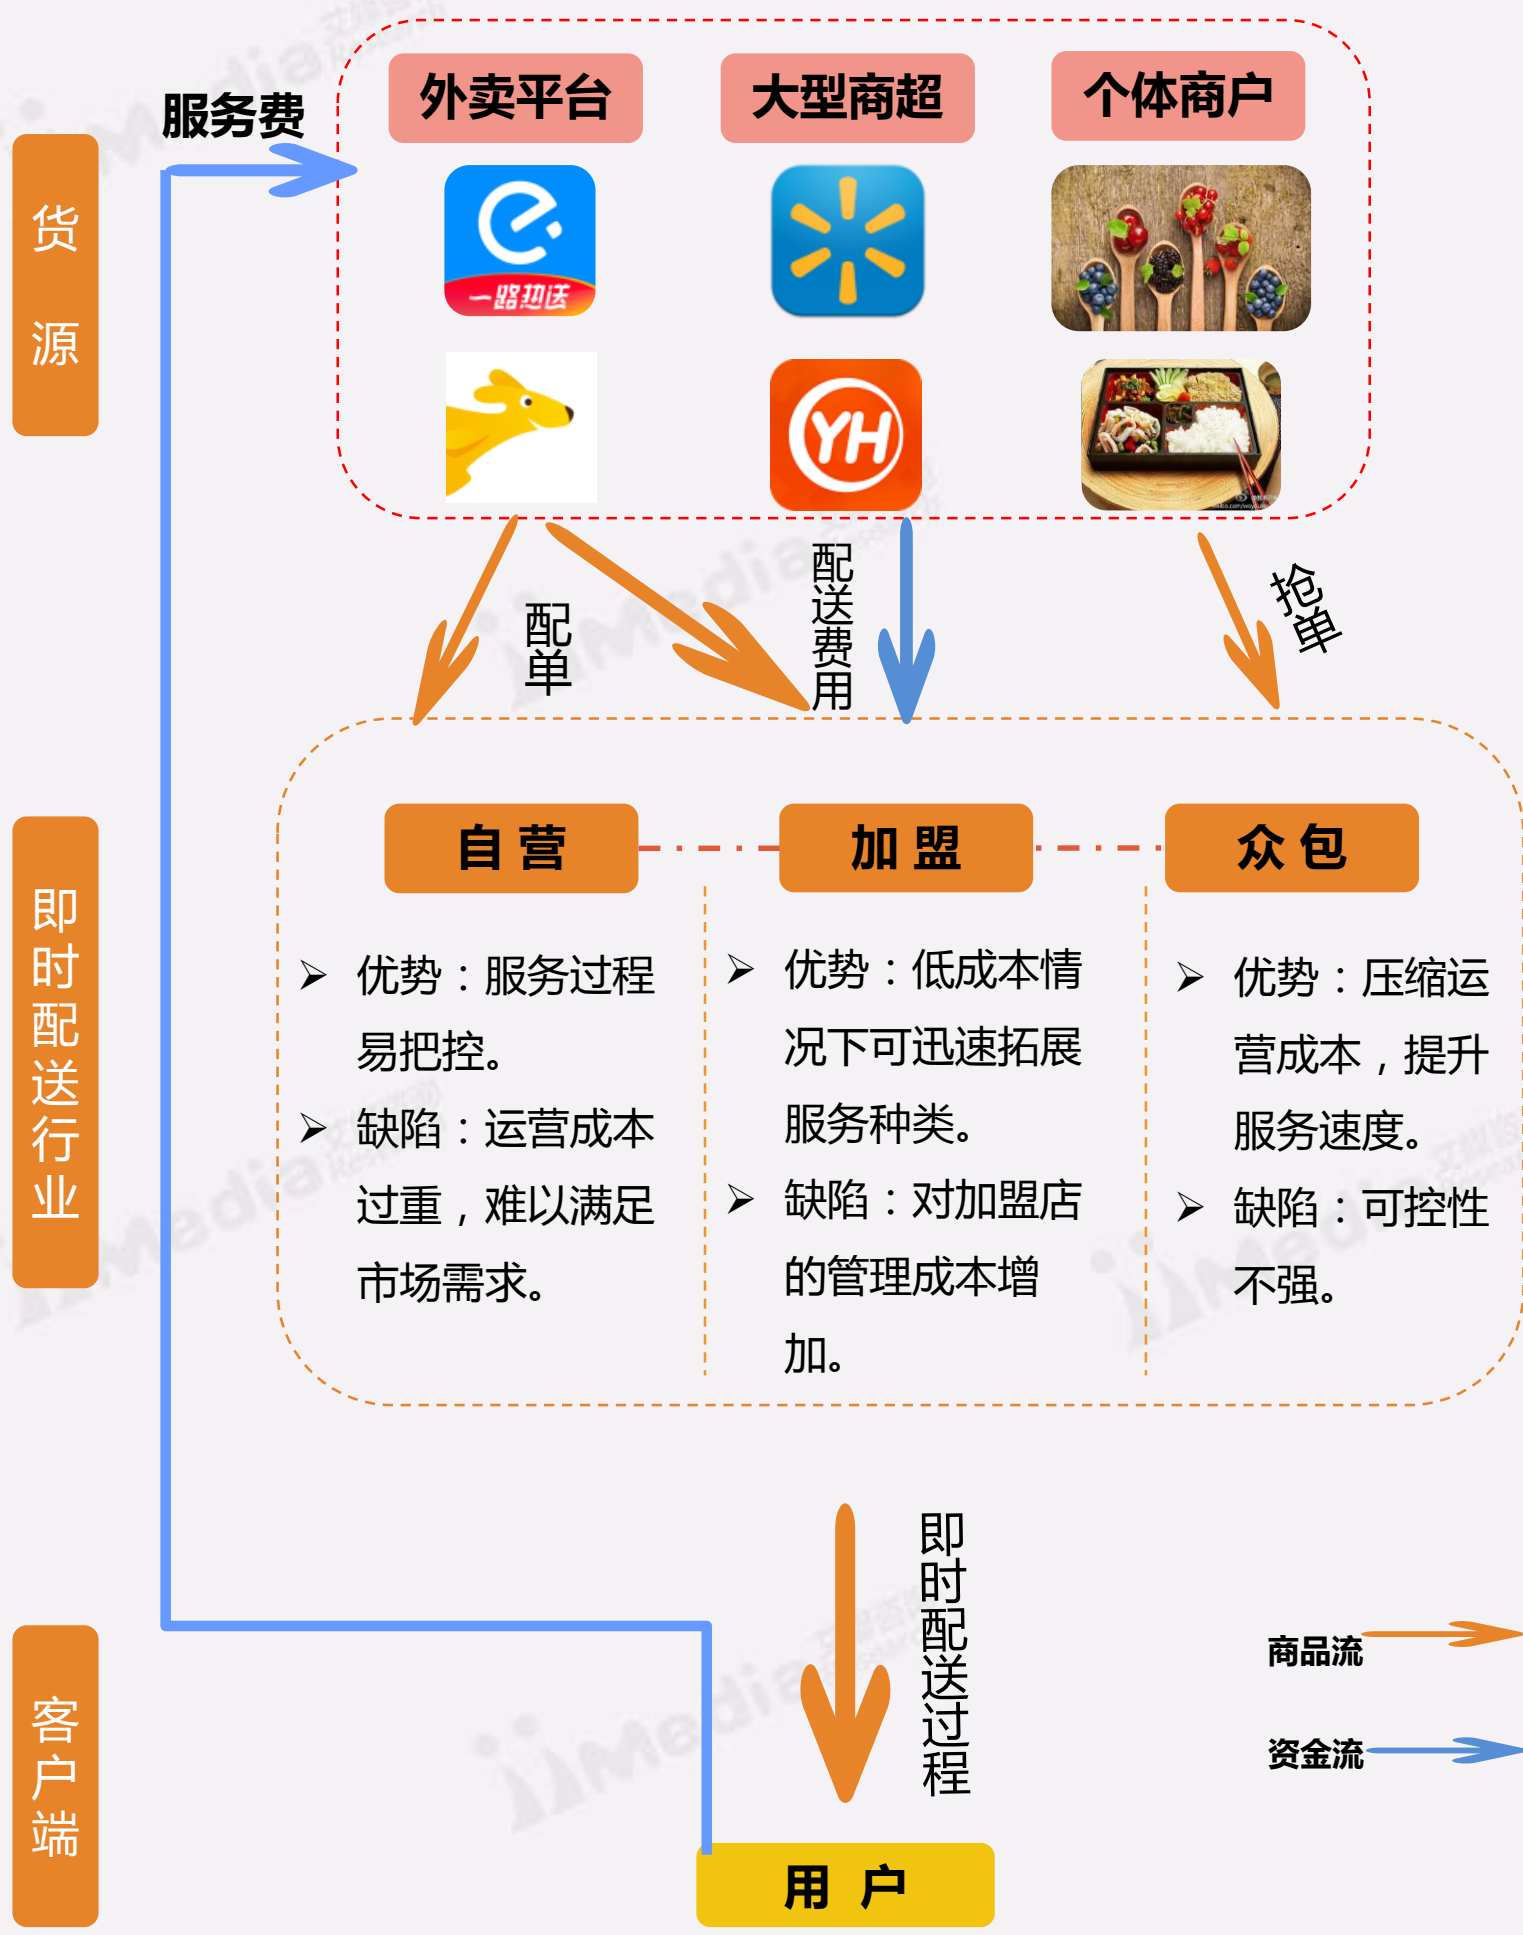 服务费
外卖平台
大型商超
个体商户
货
源
一路热送
YH
配单
配送费用
抢单
即时配送行业
自营
加盟
众包
优势：服务过程
易把控。
缺陷：运营成本
过重，难以满足
市场需求。
优势：低成本情
况下可迅速拓展
服务种类。
缺陷：对加盟店
的管理成本增
加。
优势：压缩运
营成本，提升
服务速度。
缺陷：可控性
不强。
即时配送过程
商品流
资金流
客户端
用户
iiMedia
Research
艾媒咨询